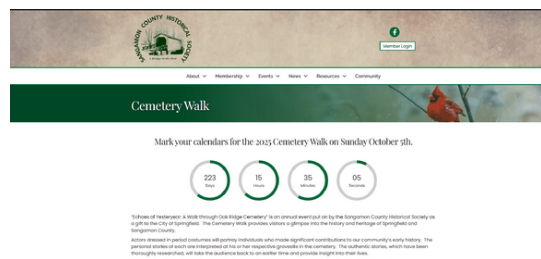 SANGAMON COUNTY HISTORICAL SOCIETY
Member Login
About Membership Events News Resources Community
Cemetery Walk
Mark your calendars for the 2025 Cemetery Walk on Sunday October 5th.
223 15 35 05
Days Hours Minutes Seconds
"Echoes of Yesteryear: A Walk through Oak Ridge Cemetery" is an annual event put on by the Sangamon County Historical Society as
a gift to the City of Springfield. The Cemetery Walk provides visitors a glimpse into the history and heritage of Springfield and
Sangamon County.
Actors dressed in period costumes will portray individuals who made significant contributions to our community's early history. The
personal stories of each are interpreted at his or her respective gravesite in the cemetery. The authentic stories, which have been
thoroughly researched, will take the audience back to an earlier time and provide insight into their lives.